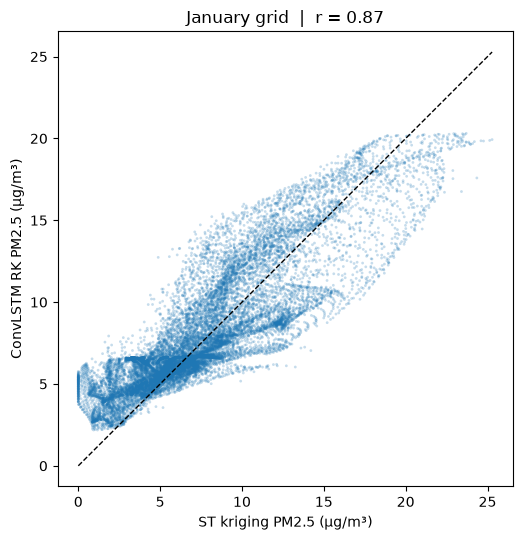 January grid | r = 0.87
25
20
15
10
5
0
ConvLSTM RK PM2.5 (μg/m³)
0 5 10 15 20 25
ST kriging PM2.5 (μg/m³)